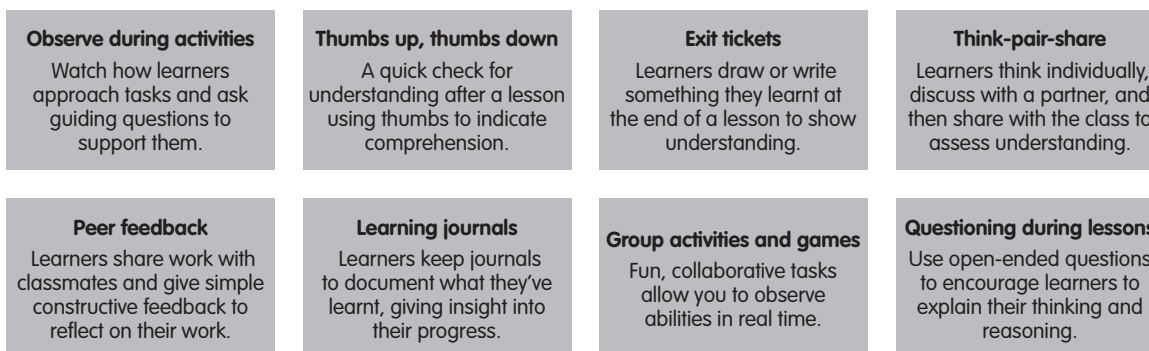 Observe during activities
Watch how learners
approach tasks and ask
guiding questions to
support them.
Thumbs up, thumbs down
A quick check for
understanding after a lesson
using thumbs to indicate
comprehension.
Exit tickets
Learners draw or write
something they learnt at
the end of a lesson to show
understanding.
Think-pair-share
Learners think individually,
discuss with a partner, and
then share with the class to
assess understanding.
Peer feedback
Learners share work with
classmates and give simple
constructive feedback to
reflect on their work.
Learning journals
Learners keep journals
to document what they’ve
learnt, giving insight into
their progress.
Group activities and games
Fun, collaborative tasks
allow you to observe
abilities in real time.
Questioning during lessons
Use open-ended questions
to encourage learners to
explain their thinking and
reasoning.